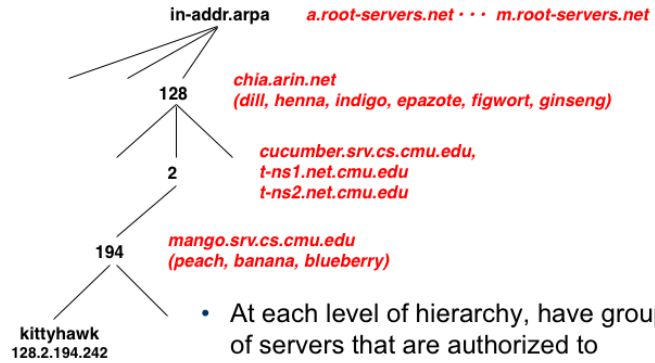 in-addr.arpa a.root-servers.net · · · m.root-servers.net
chia.arin.net
128 (dill, henna, indigo, epazote, figwort, ginseng)
cucumber.srv.cs.cmu.edu,
2 t-ns1.net.cmu.edu
t-ns2.net.cmu.edu
194 mango.srv.cs.cmu.edu
(peach, banana, blueberry)
• At each level of hierarchy, have group
kittyhawk of servers that are authorized to
128.2.194.242